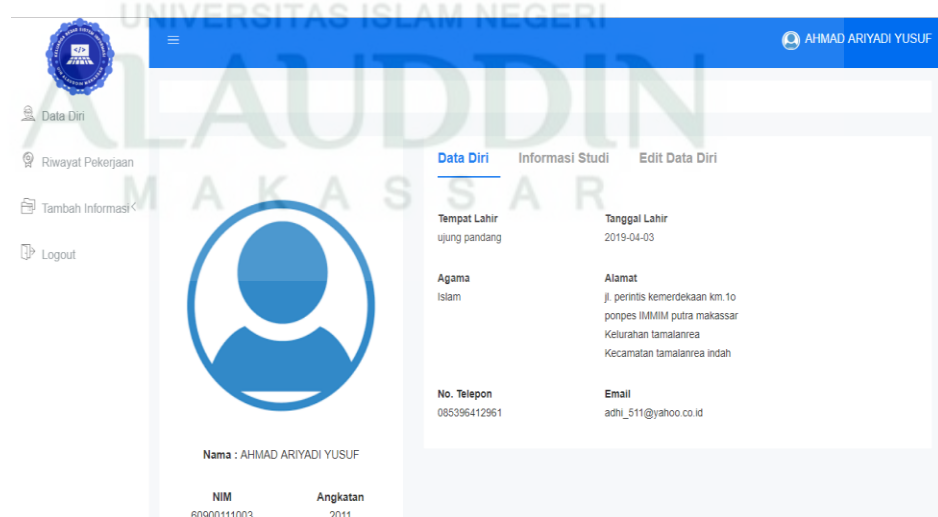 UNIVERSITAS ISLAM NEGERI
ALAUDDIN
MAKASSAR
AHMAD ARIYADI YUSUF
Data Diri
Riwayat Pekerjaan
Tambah Informasi <
Logout
Nama : AHMAD ARIYADI YUSUF
NIM Angkatan
60900111003 2011
Data Diri Informasi Studi Edit Data Diri
Tempat Lahir Tanggal Lahir
ujung pandang 2019-04-03
Agama Alamat
Islam jl. perintis kemerdekaan km.1o
ponpes IMMIM putra makassar
Kelurahan tamalanrea
Kecamatan tamalanrea indah
No. Telepon Email
085396412961 adhi_511@yahoo.co.id